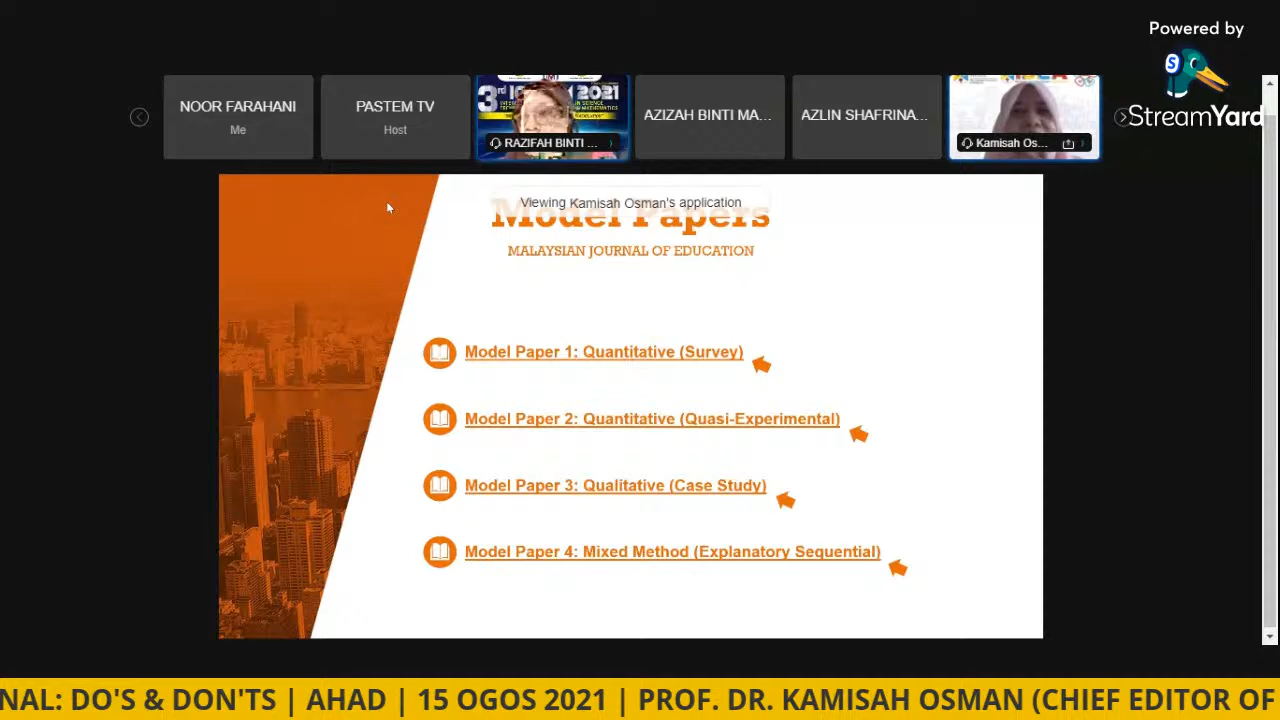 Powered by
StreamYard
NOOR FARAHANI
Me
PASTEM TV
Host
3rd
2021
RAZIFAH BINTI ...
AZIZAH BINTI MA...
AZLIN SHAFRINA...
Kamisah Os...
Viewing Kamisah Osman's application
Model Papers
MALAYSIAN JOURNAL OF EDUCATION
Model Paper 1: Quantitative (Survey)
Model Paper 2: Quantitative (Quasi-Experimental)
Model Paper 3: Qualitative (Case Study)
Model Paper 4: Mixed Method (Explanatory Sequential)
NAL: DO'S & DON'TS | AHAD | 15 OGOS 2021 | PROF. DR. KAMISAH OSMAN (CHIEF EDITOR OF